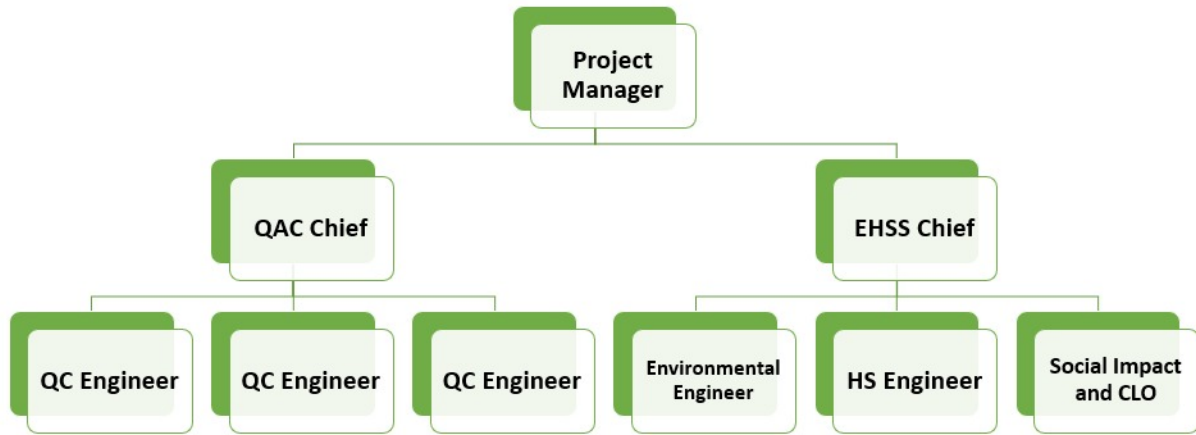 Project
Manager
QAC Chief
EHSS Chief
QC Engineer
QC Engineer
QC Engineer
Environmental
Engineer
HS Engineer
Social Impact
and CLO